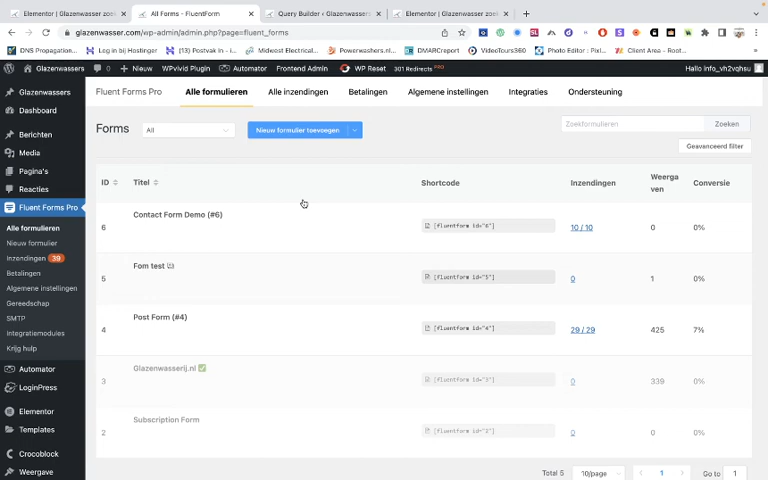 Elementor | Glazenwasser zoek
All Forms - FluentForm
Query Builder < Glazenwassers
Elementor | Glazenwasser zoek
glazenwassers.com/wp-admin/admin.php?page=fluent_forms
DNS Propagation...
Log in bij Hostinger
(13) Postvak in - i...
Midwest Electrical...
Powerwashers.nl...
DMARCreport
VideoTours360
Photo Editor : Pixl...
Client Area - Root...
Glazenwassers
0
Nieuw
WPvivid Plugin
Automator
Frontend Admin
WP Reset
301 Redirects PRO
Hallo info_vh2vqhsu
Glazenwassers
Dashboard
Berichten
Media
Pagina's
Reacties
Fluent Forms Pro
Alle formulieren
Nieuw formulier
Inzendingen 39
Betalingen
Algemene instellingen
Gereedschap
SMTP
Integratiemodules
Krijg hulp
Automator
LoginPress
Elementor
Templates
Crocoblock
Weergave
Fluent Forms Pro
Alle formulieren
Alle inzendingen
Betalingen
Algemene instellingen
Integraties
Ondersteuning
Forms
All
Nieuw formulier toevoegen
Zoekformulieren
Zoeken
Geavanceerd filter
ID
Titel
Shortcode
Inzendingen
Weerga
ven
Conversie
6
Contact Form Demo (#6)
[fluentform id="6"]
10 / 10
0
0%
5
Fom test
[fluentform id="5"]
0
1
0%
4
Post Form (#4)
[fluentform id="4"]
29 / 29
425
7%
3
Glazenwasserij.nl ✅
[fluentform id="3"]
0
339
0%
2
Subscription Form
[fluentform id="2"]
0
0
0%
Total 5
10/page
1
Go to
1